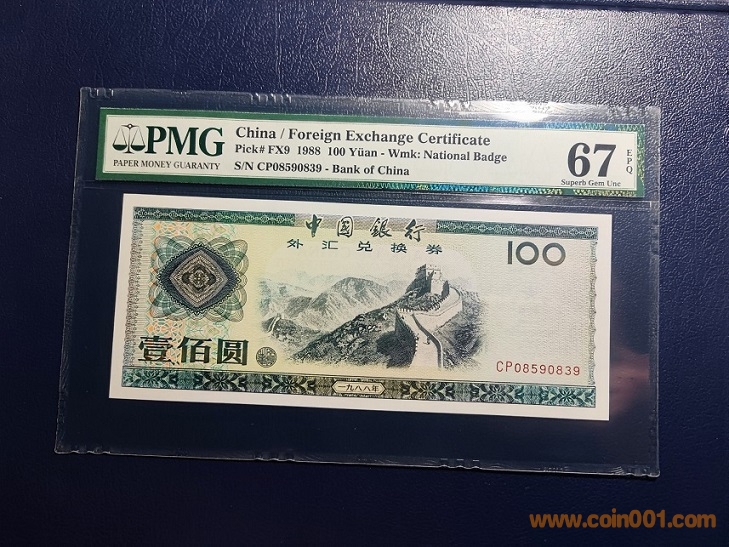 PMG
PAPER MONEY GUARANTY
China / Foreign Exchange Certificate
Pick# FX9 1988 100 Yüan - Wmk: National Badge
S/N CP08590839 - Bank of China
67 EPQ
Superb Gem Unc
中国银行
外汇兑换券
100
壹佰圆
CP08590839
一九八八年
www.coin001.com